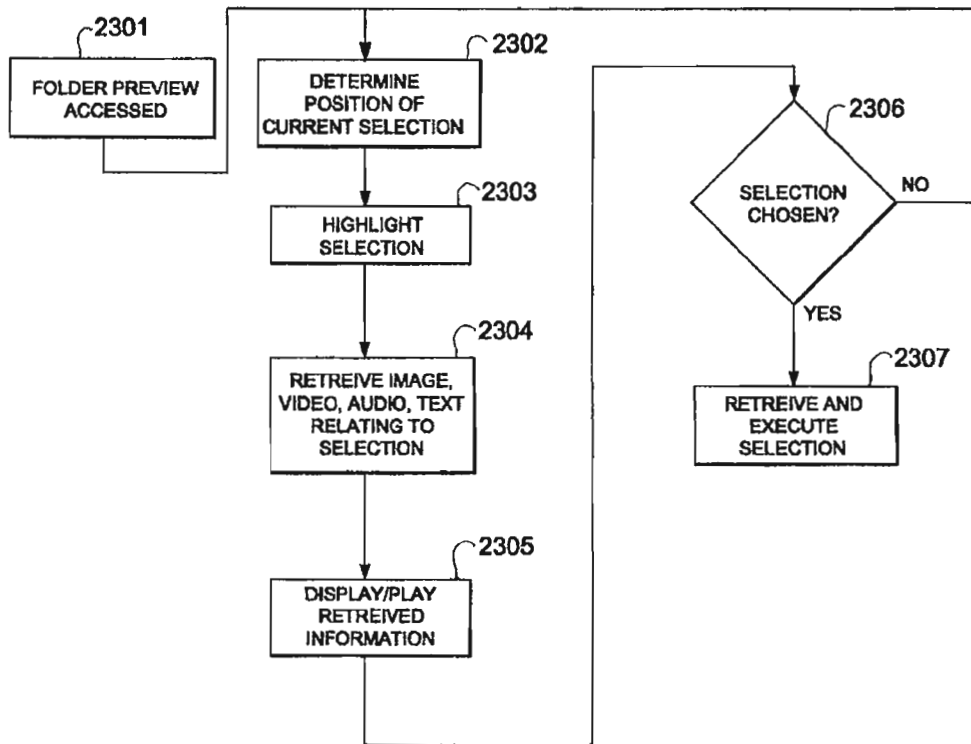 2301
FOLDER PREVIEW
ACCESSED
2302
DETERMINE
POSITION OF
CURRENT SELECTION
2303
HIGHLIGHT
SELECTION
2304
RETREIVE IMAGE,
VIDEO, AUDIO, TEXT
RELATING TO
SELECTION
2305
DISPLAY/PLAY
RETREIVED
INFORMATION
2306
SELECTION
CHOSEN?
NO
YES
2307
RETREIVE AND
EXECUTE
SELECTION